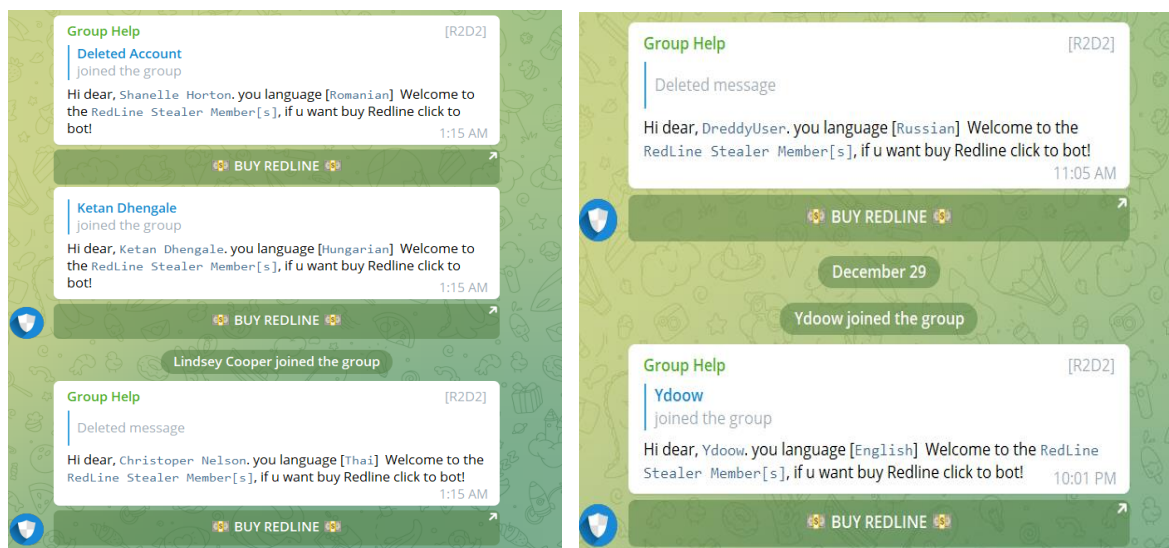 Group Help [R2D2]
Deleted Account
joined the group
Hi dear, Shanelle Horton. you language [Romanian] Welcome to
the RedLine Stealer Member[s], if u want buy Redline click to
bot!
1:15 AM
BUY REDLINE
Ketan Dhengale
joined the group
Hi dear, Ketan Dhengale. you language [Hungarian] Welcome to
the RedLine Stealer Member[s], if u want buy Redline click to
bot!
1:15 AM
BUY REDLINE
Lindsey Cooper joined the group
Group Help [R2D2]
Deleted message
Hi dear, Christoper Nelson. you language [Thai] Welcome to the
RedLine Stealer Member[s], if u want buy Redline click to bot!
1:15 AM
BUY REDLINE
Group Help [R2D2]
Deleted message
Hi dear, DreddyUser. you language [Russian] Welcome to the
RedLine Stealer Member[s], if u want buy Redline click to bot!
11:05 AM
BUY REDLINE
December 29
Ydoow joined the group
Group Help [R2D2]
Ydoow
joined the group
Hi dear, Ydoow. you language [English] Welcome to the RedLine
Stealer Member[s], if u want buy Redline click to bot!
10:01 PM
BUY REDLINE